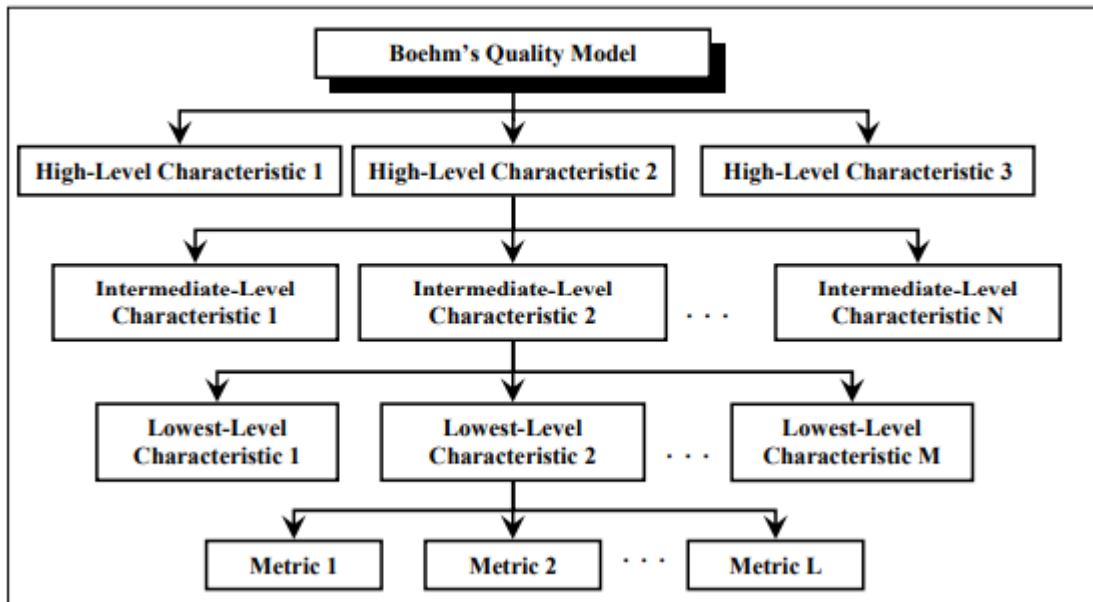 Boehm's Quality Model
High-Level Characteristic 1
High-Level Characteristic 2
High-Level Characteristic 3
Intermediate-Level
Characteristic 1
Intermediate-Level
Characteristic 2
. . .
Intermediate-Level
Characteristic N
Lowest-Level
Characteristic 1
Lowest-Level
Characteristic 2
. . .
Lowest-Level
Characteristic M
Metric 1
Metric 2
. . .
Metric L